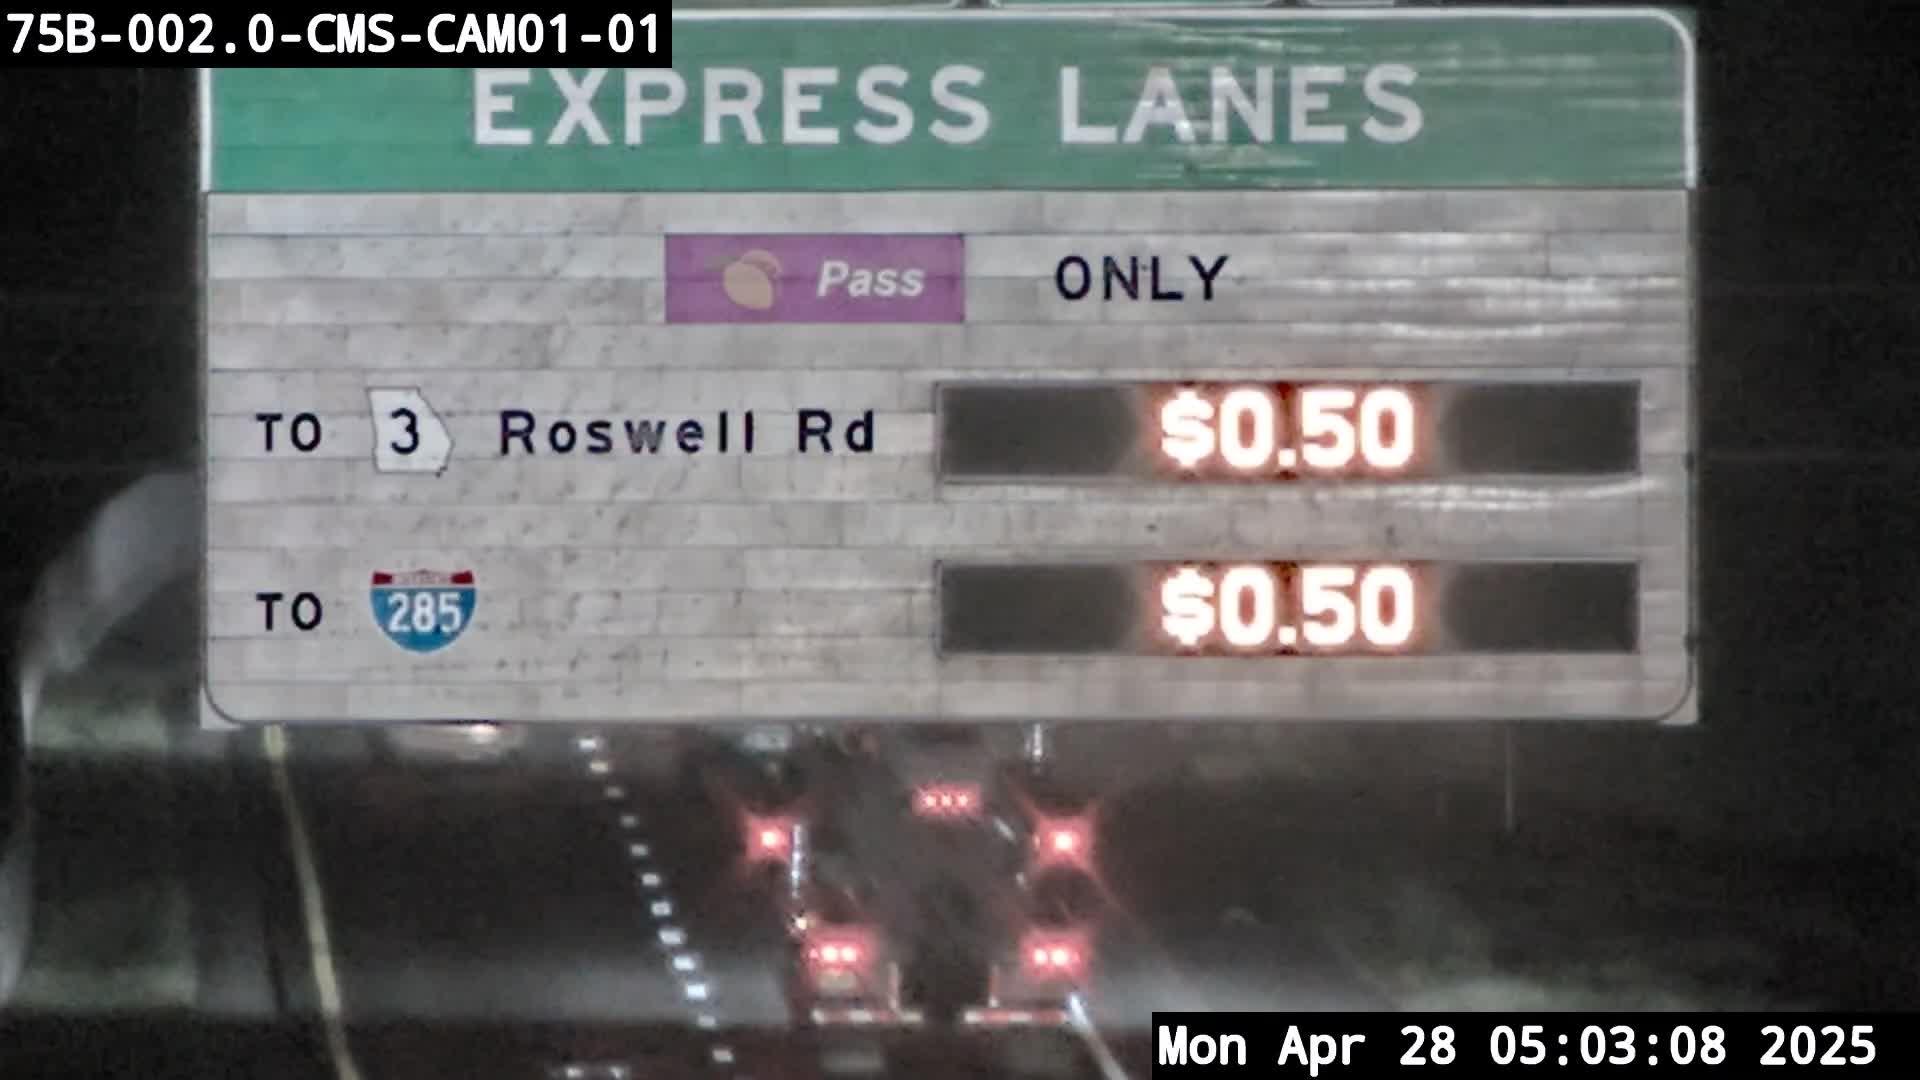 75B-002.0-CMS-CAM01-01
EXPRESS LANES
Pass ONLY
TO 3 Roswell Rd $0.50
TO 285 $0.50
Mon Apr 28 05:03:08 2025